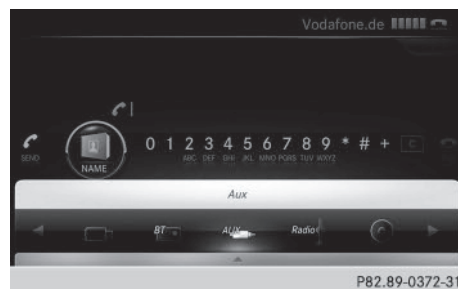 Vodafone.de
0 1 2 3 4 5 6 7 8 9 * # + C
SEND NAME ABC DEF GHI JKL MNO PQRS TUV WXYZ
Aux
BT AUX Radio
P82.89-0372-31